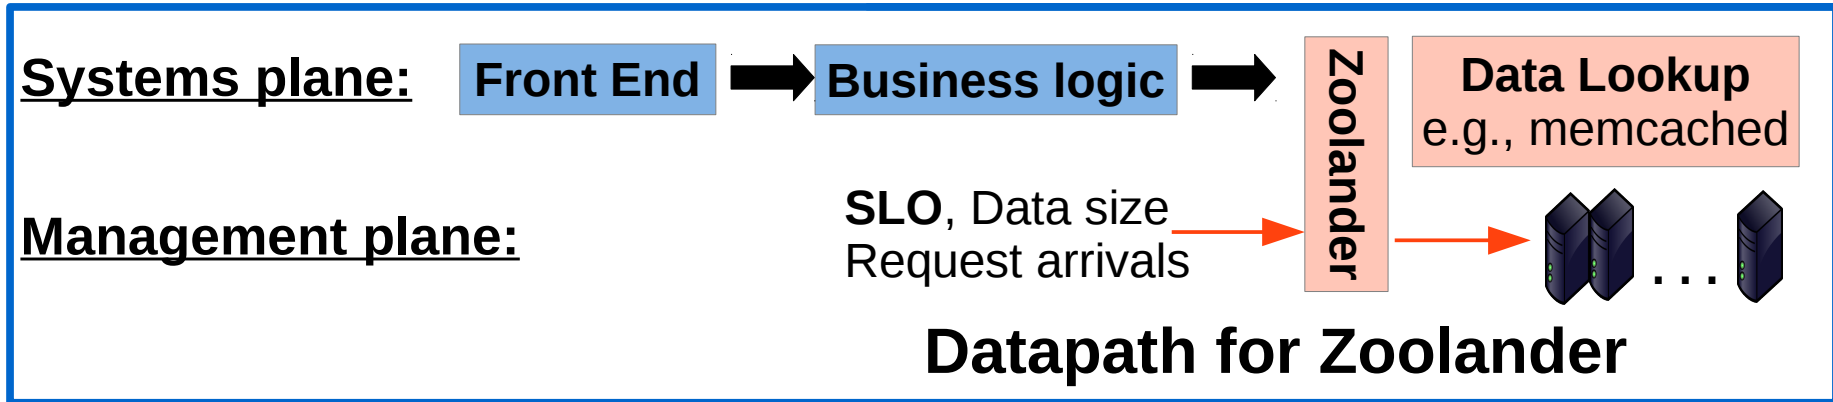 Systems plane:
Front End
Business logic
Zoolander
Data Lookup
e.g., memcached
Management plane:
SLO, Data size
Request arrivals
. . .
Datapath for Zoolander